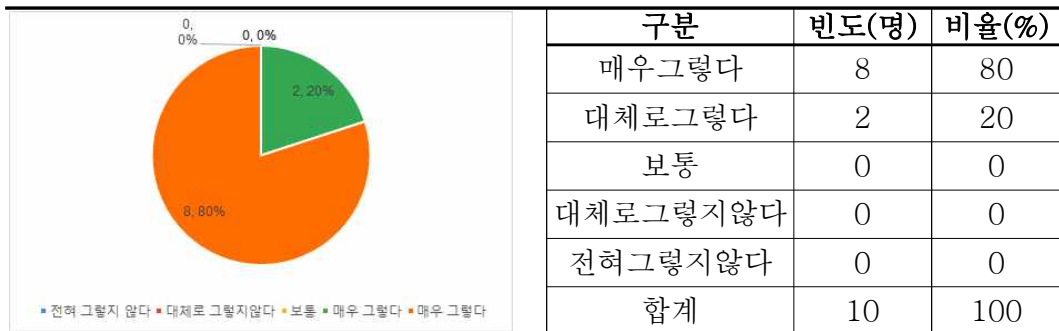 0,
0%
0, 0%
2, 20%
8, 80%
전혀 그렇지 않다 대체로 그렇지않다 보통 매우 그렇다 매우 그렇다
구분 빈도(명) 비율(%)
매우그렇다 8 80
대체로그렇다 2 20
보통 0 0
대체로그렇지않다 0 0
전혀그렇지않다 0 0
합계 10 100